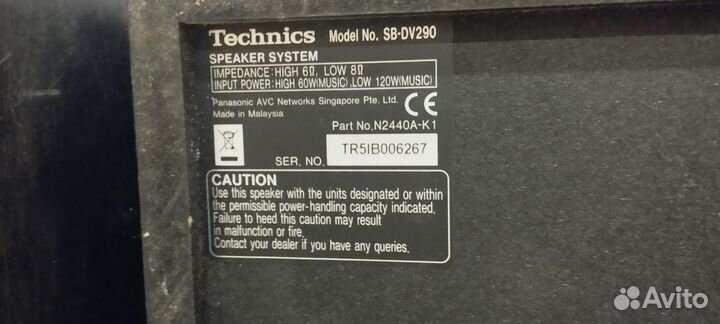 Technics Model No. SB-DV290
SPEAKER SYSTEM
IMPEDANCE:HIGH 6Ω, LOW 8Ω
INPUT POWER:HIGH 60W(MUSIC),LOW 120W(MUSIC)
Panasonic AVC Networks Singapore Pte. Ltd.
Made in Malaysia
CE
Part No.N2440A-K1
SER. NO. TR5IB006267
CAUTION
Use this speaker with the units designated or within
the permissible power-handling capacity indicated.
Failure to heed this caution may result
in malfunction or fire.
Contact your dealer if you have any queries.
Avito